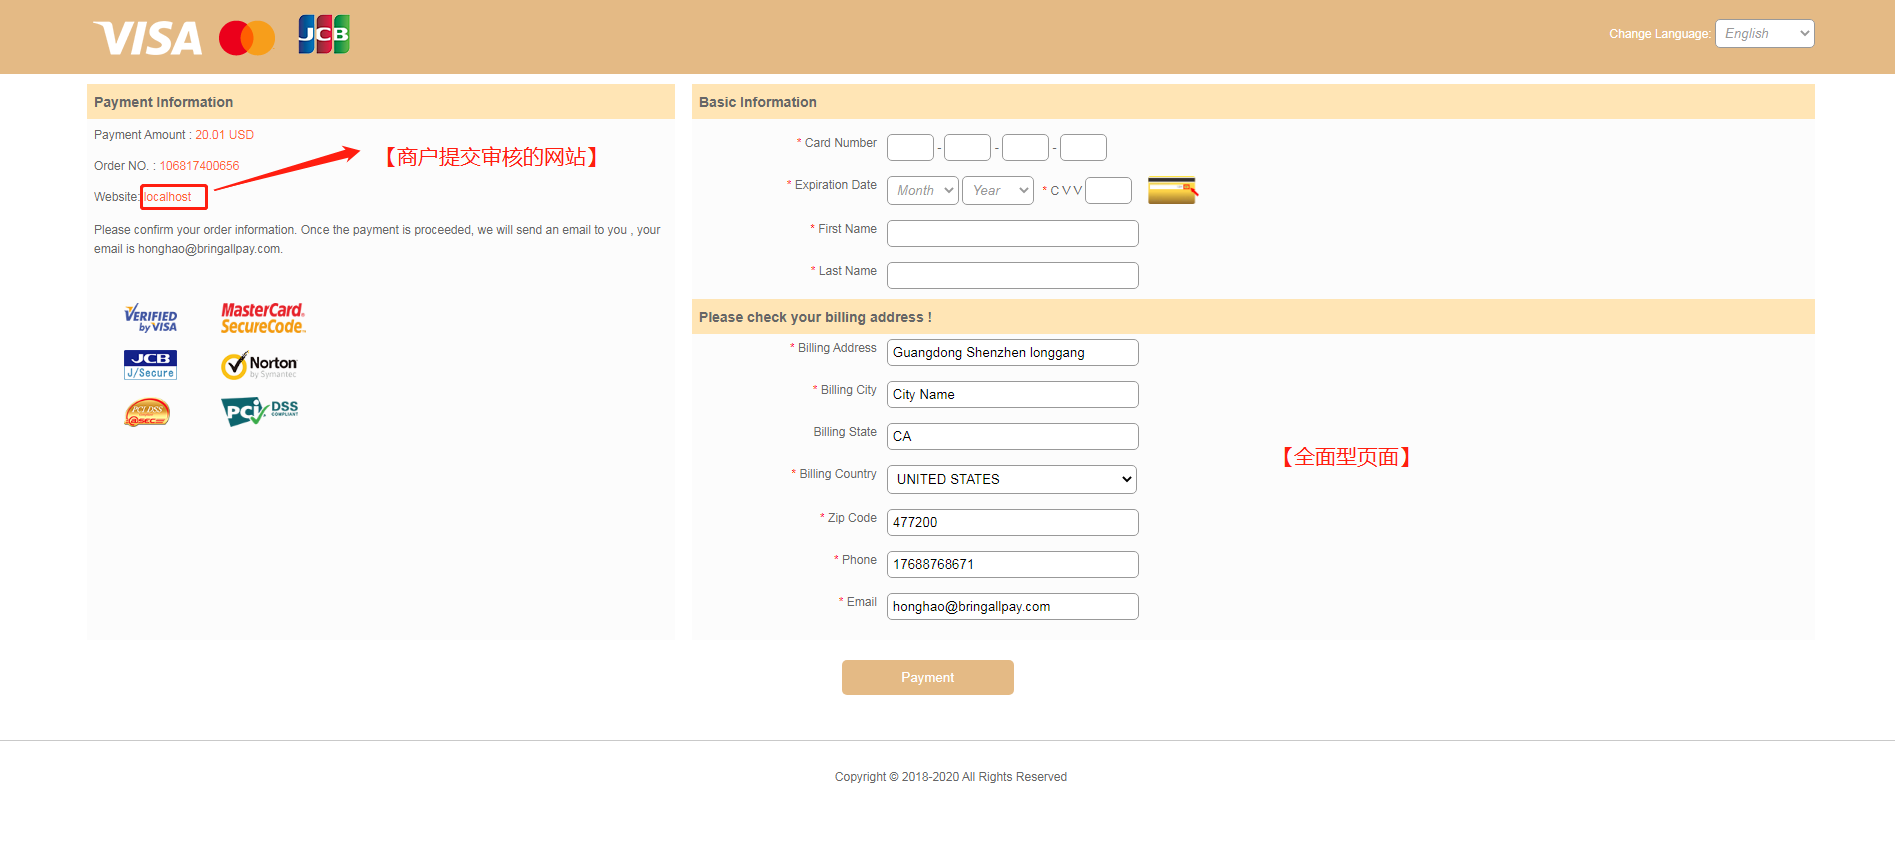 VISA JCB
Change Language: English
Payment Information
Payment Amount : 20.01 USD
【商户提交审核的网站】
Order NO. : 106817400656
Website: localhost
Please confirm your order information. Once the payment is proceeded, we will send an email to you , your
email is honghao@bringallpay.com.
VERIFIED by VISA
MasterCard. SecureCode.
JCB J/Secure
Norton by Symantec
PCI DSS @SEC
PCI DSS COMPLIANT
Basic Information
* Card Number - - -
* Expiration Date Month Year * C V V
* First Name
* Last Name
Please check your billing address !
* Billing Address Guangdong Shenzhen longgang
* Billing City City Name
Billing State CA
【全面型页面】
* Billing Country UNITED STATES
* Zip Code 477200
* Phone 17688768671
* Email honghao@bringallpay.com
Payment
Copyright © 2018-2020 All Rights Reserved